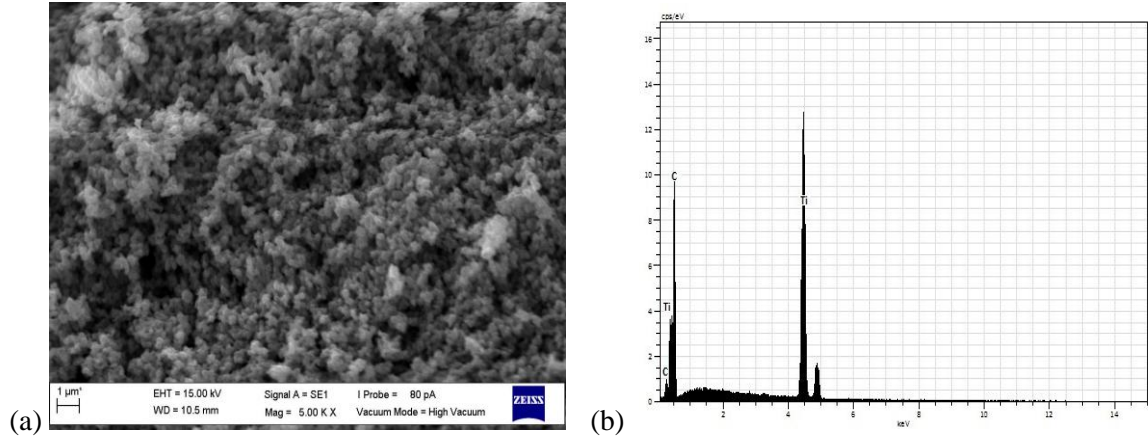 1 µm*
EHT = 15.00 kV
Signal A = SE1
I Probe = 80 pA
WD = 10.5 mm
Mag = 5.00 K X
Vacuum Mode = High Vacuum
ZEISS
(a)
cps/eV
16
14
12
10
8
6
4
2
0
C
Ti
Ti
C
2
4
6
8
10
12
14
keV
(b)